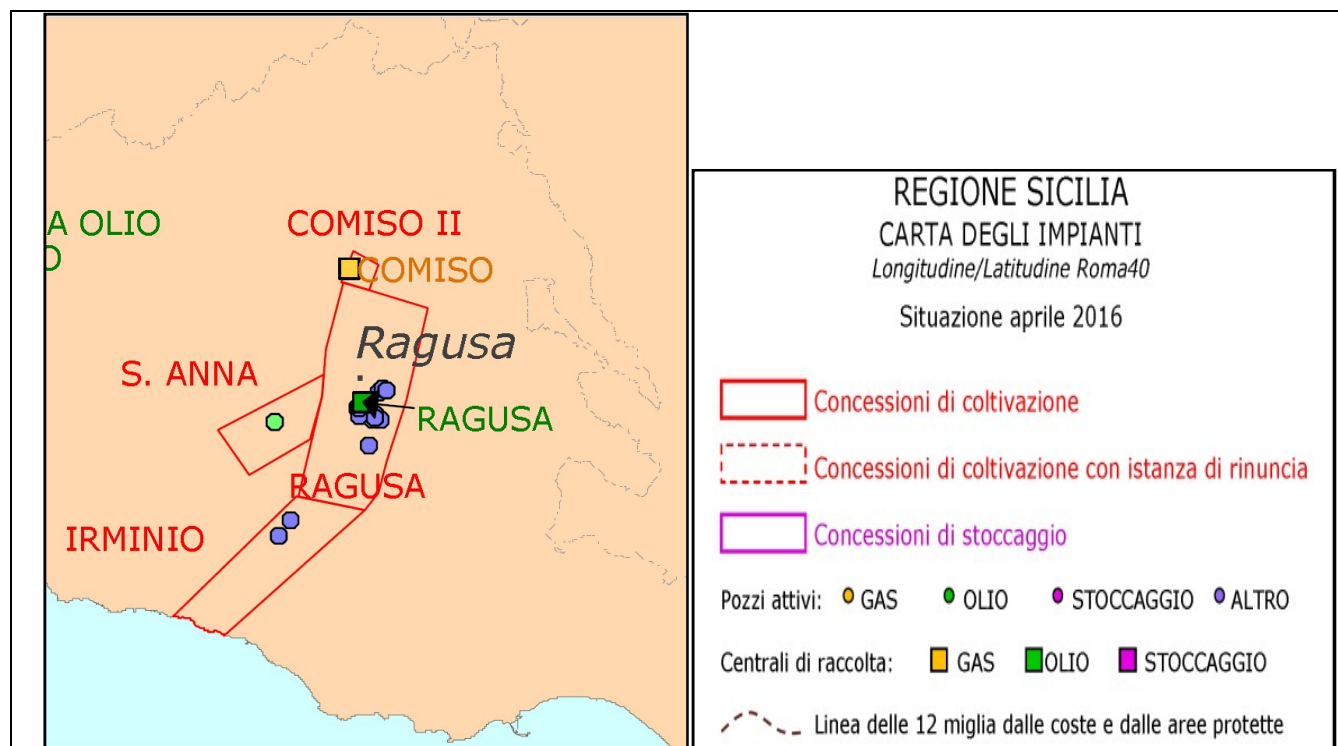 A OLIO
O
COMISO II
COMISO
Ragusa
S. ANNA
RAGUSA
RAGUSA
IRMINIO
REGIONE SICILIA
CARTA DEGLI IMPIANTI
Longitudine/Latitudine Roma40
Situazione aprile 2016
Concessioni di coltivazione
Concessioni di coltivazione con istanza di rinuncia
Concessioni di stoccaggio
Pozzi attivi: GAS OLIO STOCCAGGIO ALTRO
Centrali di raccolta: GAS OLIO STOCCAGGIO
Linea delle 12 miglia dalle coste e dalle aree protette